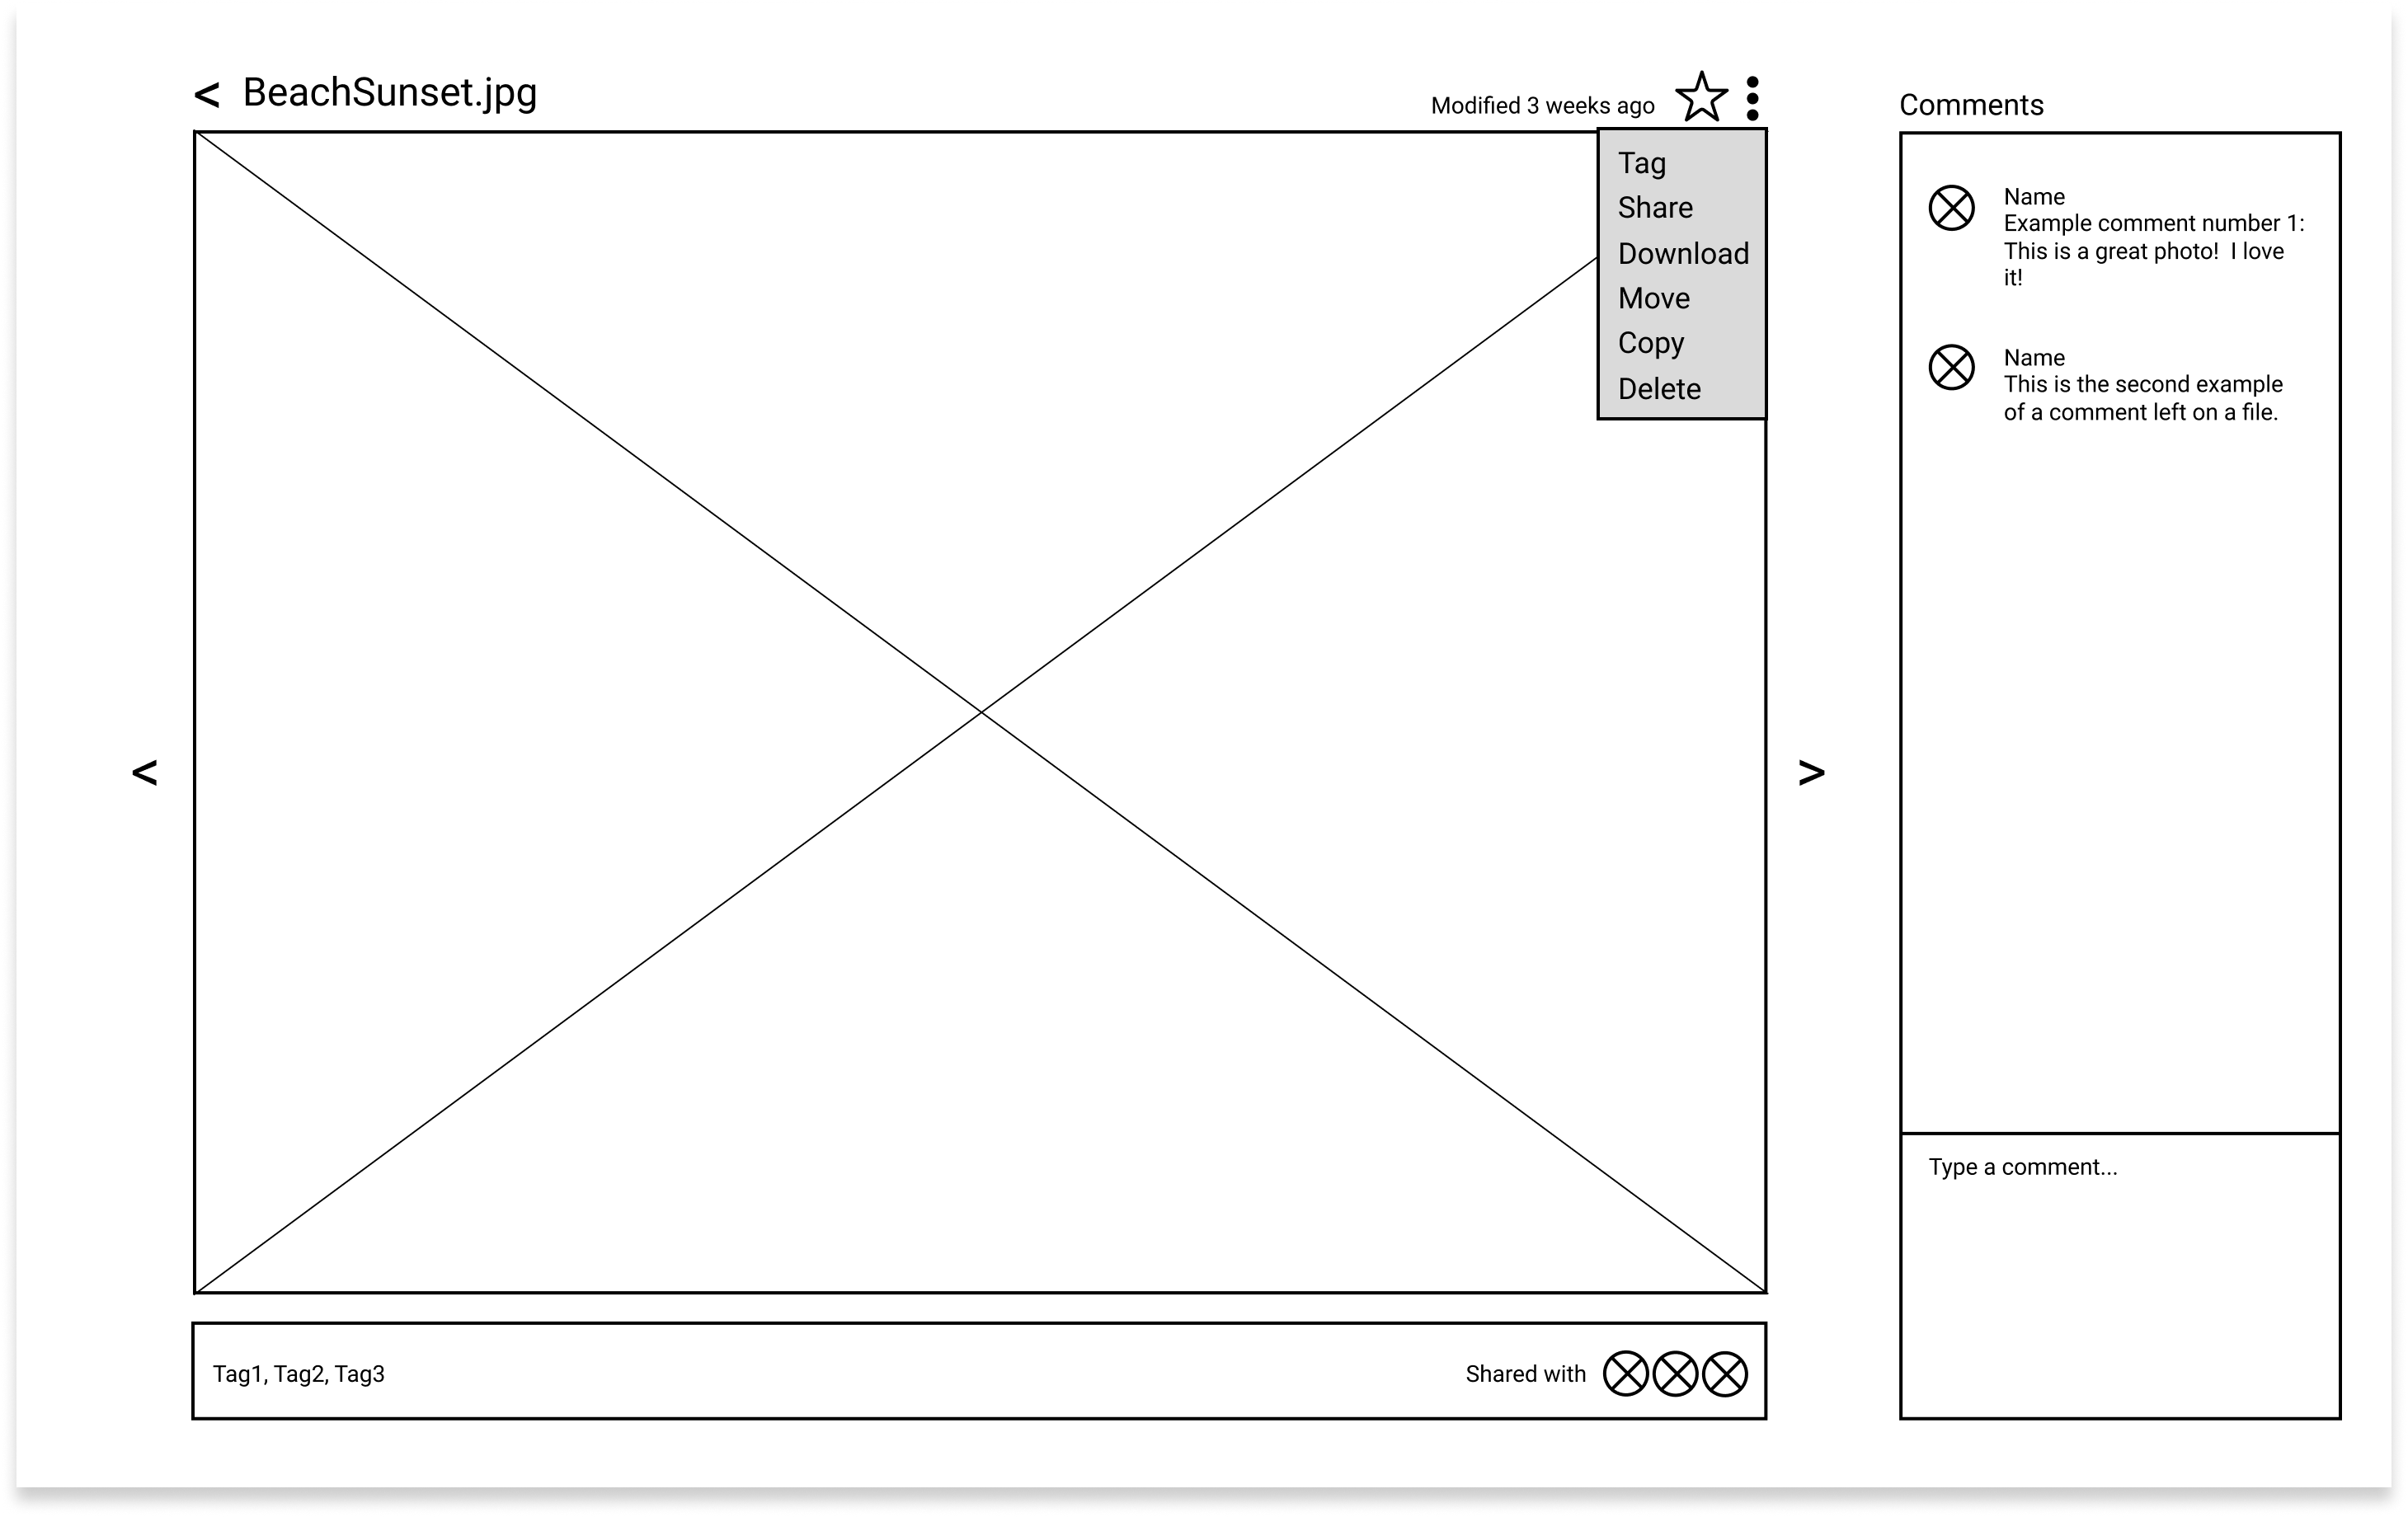 < BeachSunset.jpg
Modified 3 weeks ago
Tag
Share
Download
Move
Copy
Delete
<
>
Tag1, Tag2, Tag3
Shared with
Comments
Name
Example comment number 1:
This is a great photo!  I love
it!
Name
This is the second example
of a comment left on a file.
Type a comment...